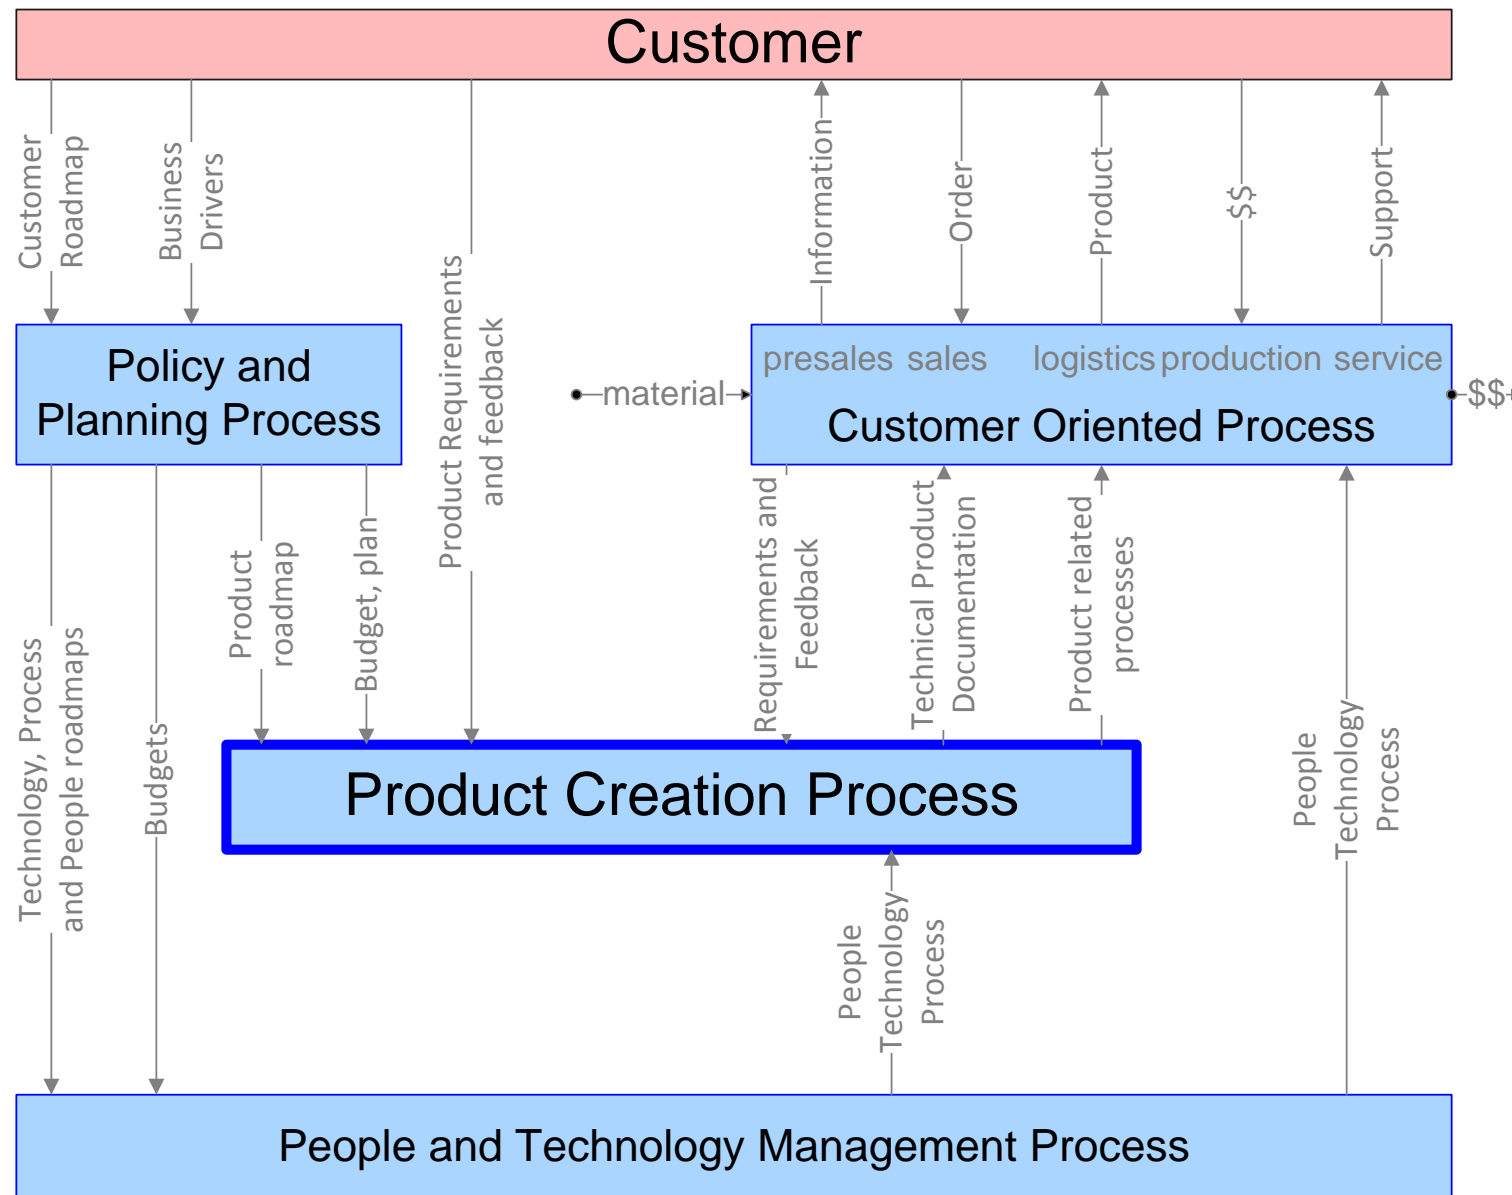 Customer
Customer
Roadmap
Business
Drivers
Product Requirements
and feedback
Information
Order
Product
$$
Support
Policy and
Planning Process
presales sales logistics production service
Customer Oriented Process
material
$$
Technology, Process
and People roadmaps
Budgets
Product
roadmap
Budget, plan
Requirements and
Feedback
Technical Product
Documentation
Product related
processes
People
Technology
Process
Product Creation Process
People
Technology
Process
People and Technology Management Process